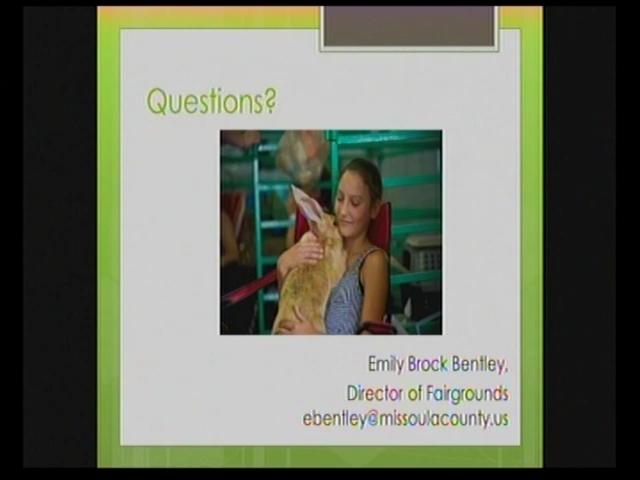 Questions?
Emily Brock Bentley,
Director of Fairgrounds
ebentley@missoulacounty.us